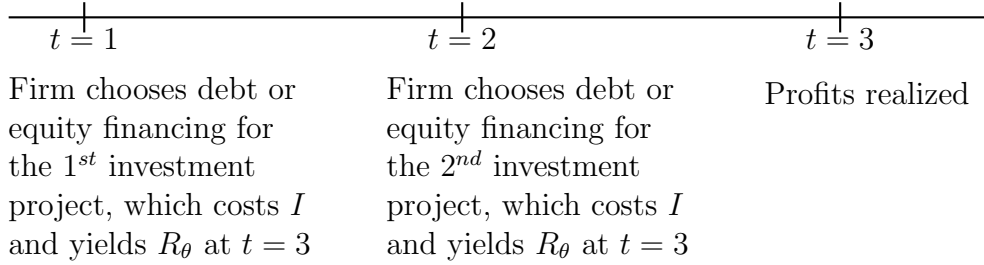 t = 1
t = 2
t = 3
Firm chooses debt or
equity financing for
the 1st investment
project, which costs I
and yields Rθ at t = 3
Firm chooses debt or
equity financing for
the 2nd investment
project, which costs I
and yields Rθ at t = 3
Profits realized